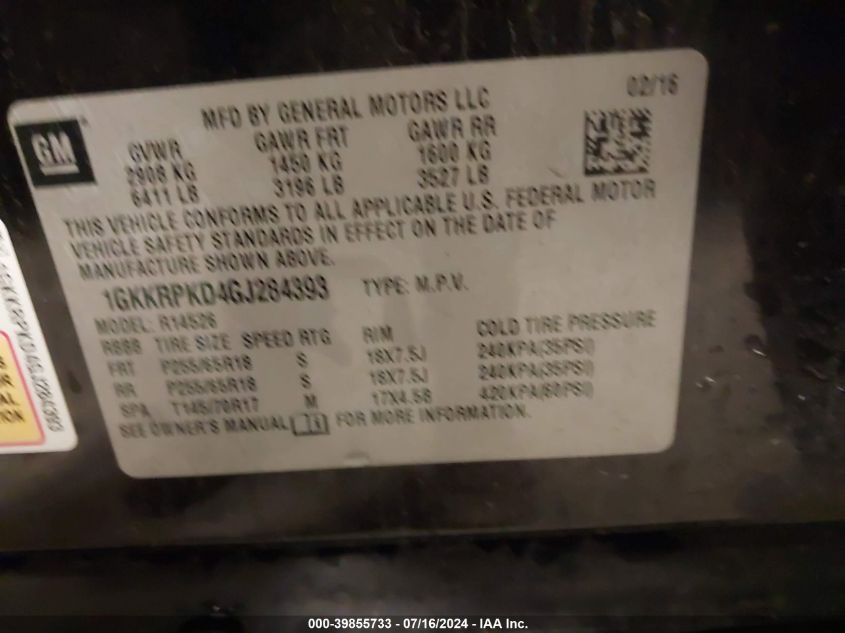 MFD BY GENERAL MOTORS LLC
02/16
GM
GVWR GAWR FRT GAWR RR
2908 KG 1450 KG 1600 KG
6411 LB 3196 LB 3527 LB
THIS VEHICLE CONFORMS TO ALL APPLICABLE U.S. FEDERAL MOTOR
VEHICLE SAFETY STANDARDS IN EFFECT ON THE DATE OF
MANUFACTURE SHOWN ABOVE.
1GKKRPKD4GJ284393 TYPE: M.P.V.
MODEL: R14526
TIRE SIZE SPEED RTG RIM COLD TIRE PRESSURE
FRT P255/65R18 S 18X7.5J 240KPA(35PSI)
RR P255/65R18 S 18X7.5J 240KPA(35PSI)
SPA T145/70R17 M 17X4.5B 420KPA(60PSI)
SEE OWNER'S MANUAL FOR MORE INFORMATION.
000-39855733 - 07/16/2024 - IAA Inc.